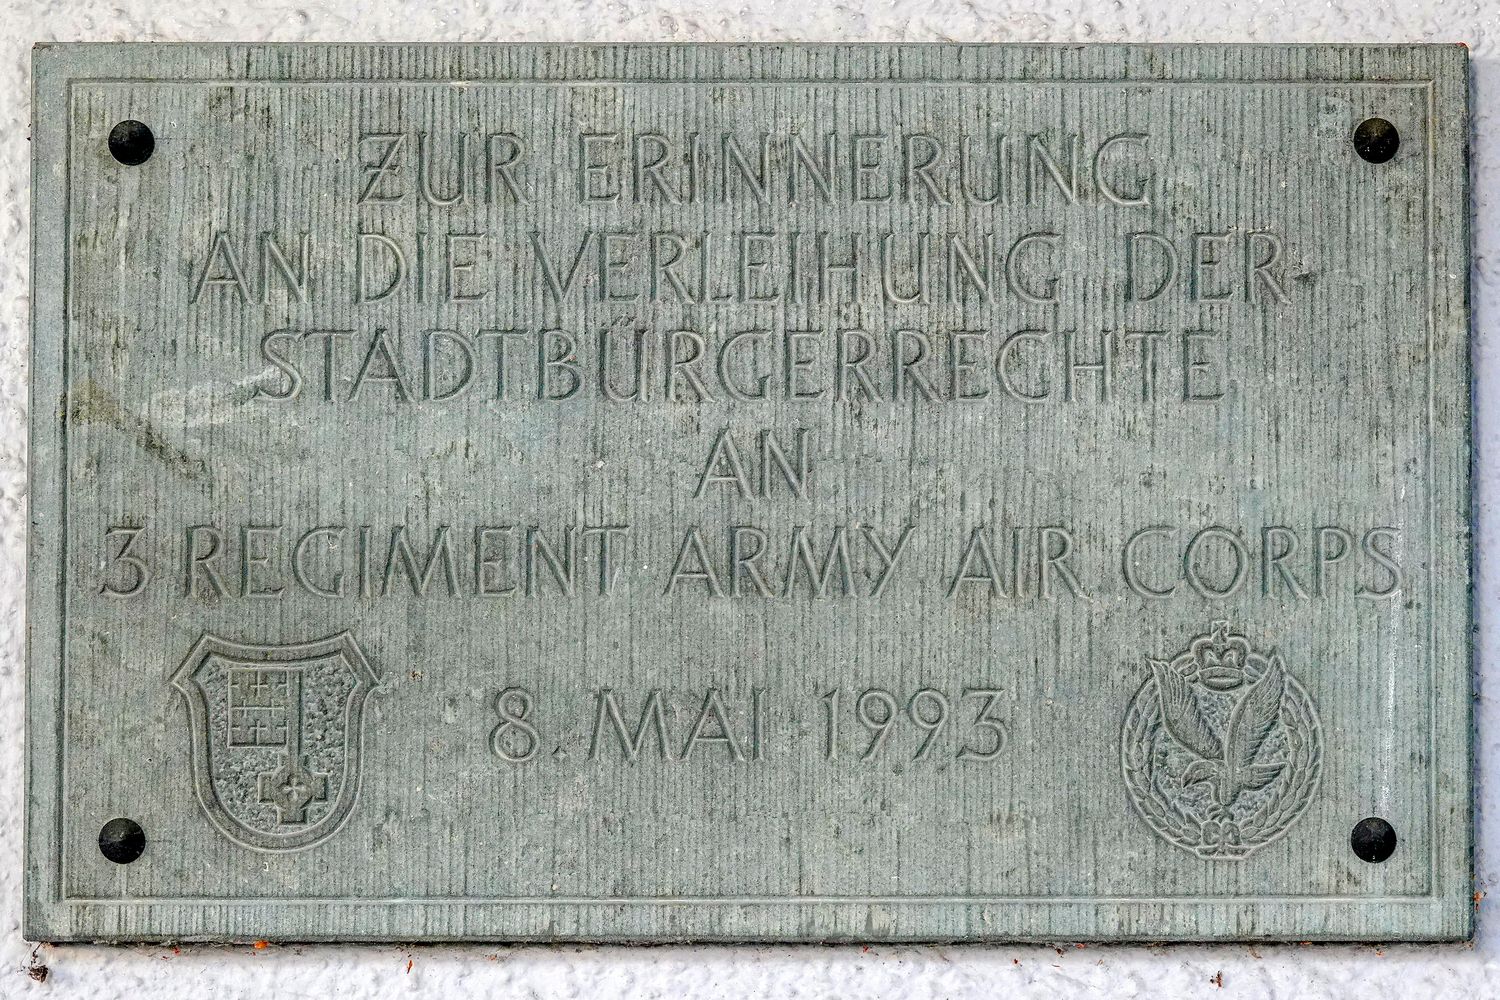 ZUR ERINNERUNG
AN DIE VERLEIHUNG DER
STADTBÜRGERRECHTE
AN
3 REGIMENT ARMY AIR CORPS
8. MAI 1993